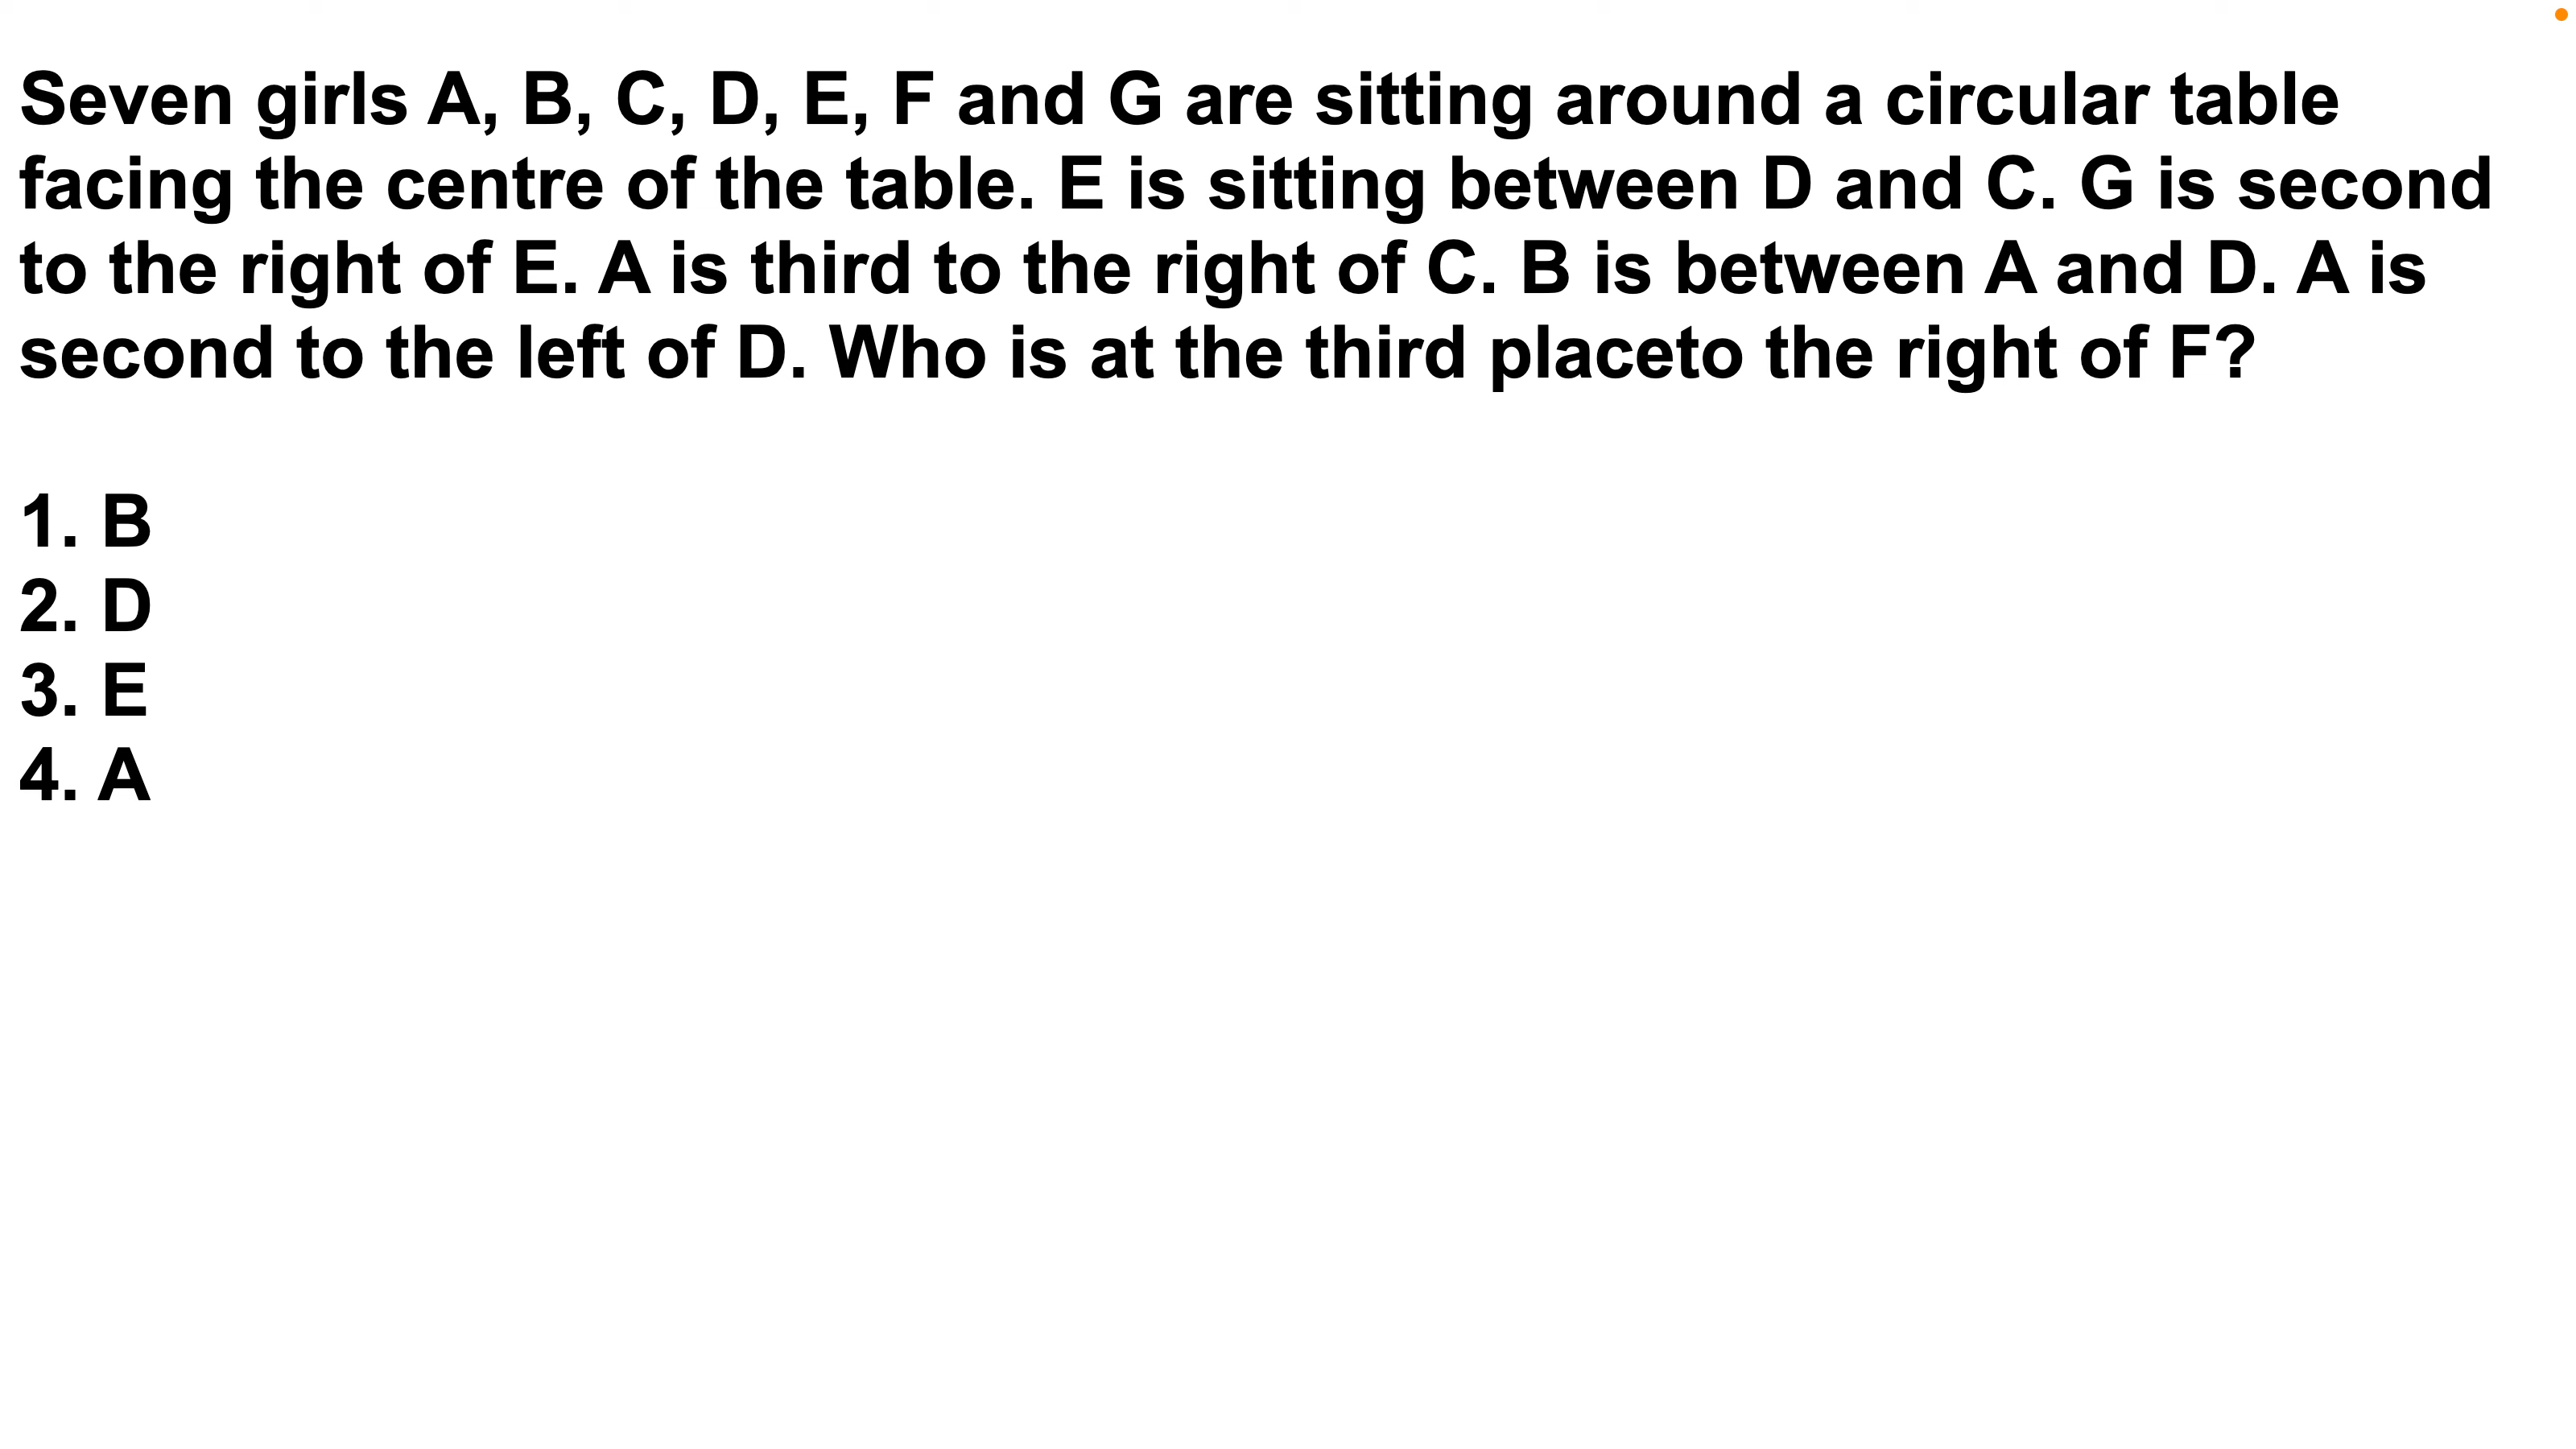 Seven girls A, B, C, D, E, F and G are sitting around a circular table
facing the centre of the table. E is sitting between D and C. G is second
to the right of E. A is third to the right of C. B is between A and D. A is
second to the left of D. Who is at the third placeto the right of F?
1. B
2. D
3. E
4. A